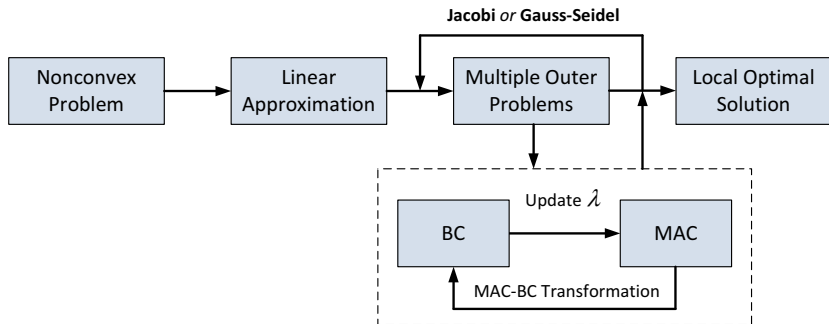 Jacobi or Gauss-Seidel
Nonconvex
Problem
Linear
Approximation
Multiple Outer
Problems
Local Optimal
Solution
Update λ
BC
MAC
MAC-BC Transformation